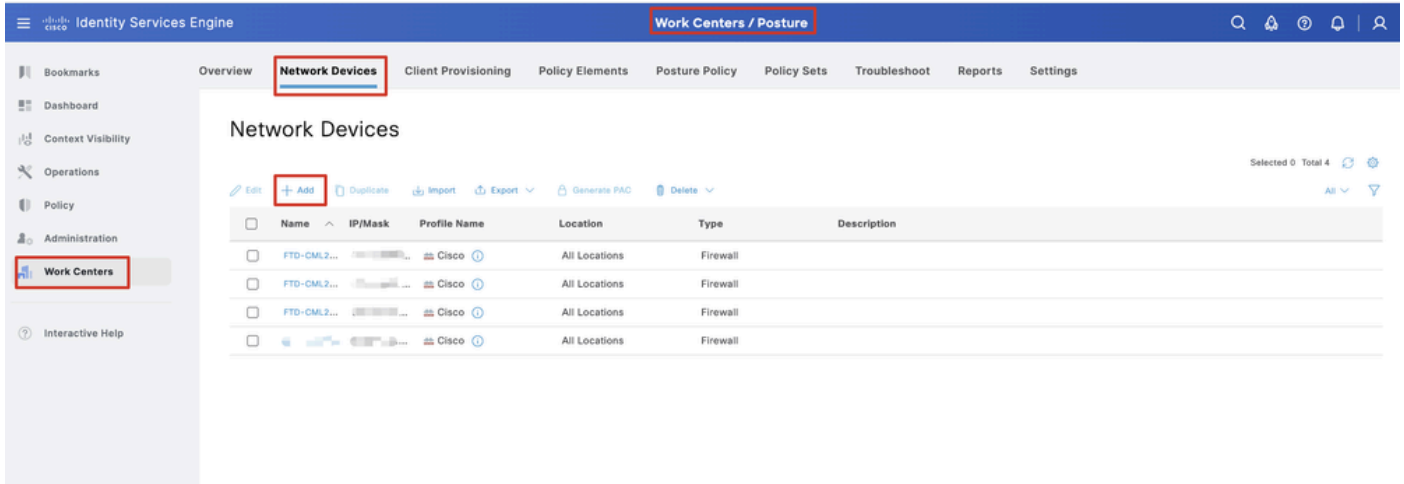 cisco Identity Services Engine Work Centers / Posture
Bookmarks
Dashboard
Context Visibility
Operations
Policy
Administration
Work Centers
Interactive Help
Overview Network Devices Client Provisioning Policy Elements Posture Policy Policy Sets Troubleshoot Reports Settings
Network Devices
Selected 0 Total 4
Edit Add Duplicate Import Export Generate PAC Delete All
Name IP/Mask Profile Name Location Type Description
FTD-CML2... ... Cisco All Locations Firewall
FTD-CML2... ... Cisco All Locations Firewall
FTD-CML2... ... Cisco All Locations Firewall
... Cisco All Locations Firewall